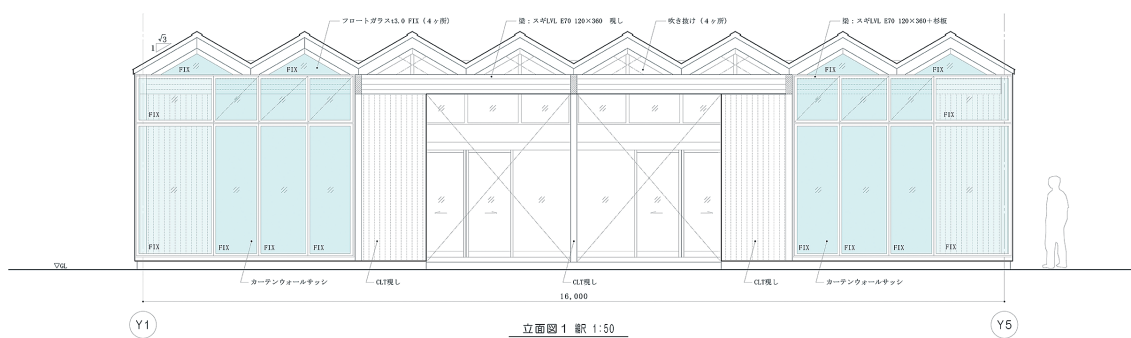 フロートガラスt3.0 FIX（4ヶ所）
梁：スギLVL E70 120×360　現し
吹き抜け（4ヶ所）
梁：スギLVL E70 120×360＋杉板
√3
1
FIX
FIX
FIX
FIX
FIX
FIX
FIX
FIX
FIX
FIX
FIX
FIX
FIX
FIX
▽GL
カーテンウォールサッシ
CLT現し
CLT現し
CLT現し
カーテンウォールサッシ
16,000
Y1
Y5
立面図1 1:50